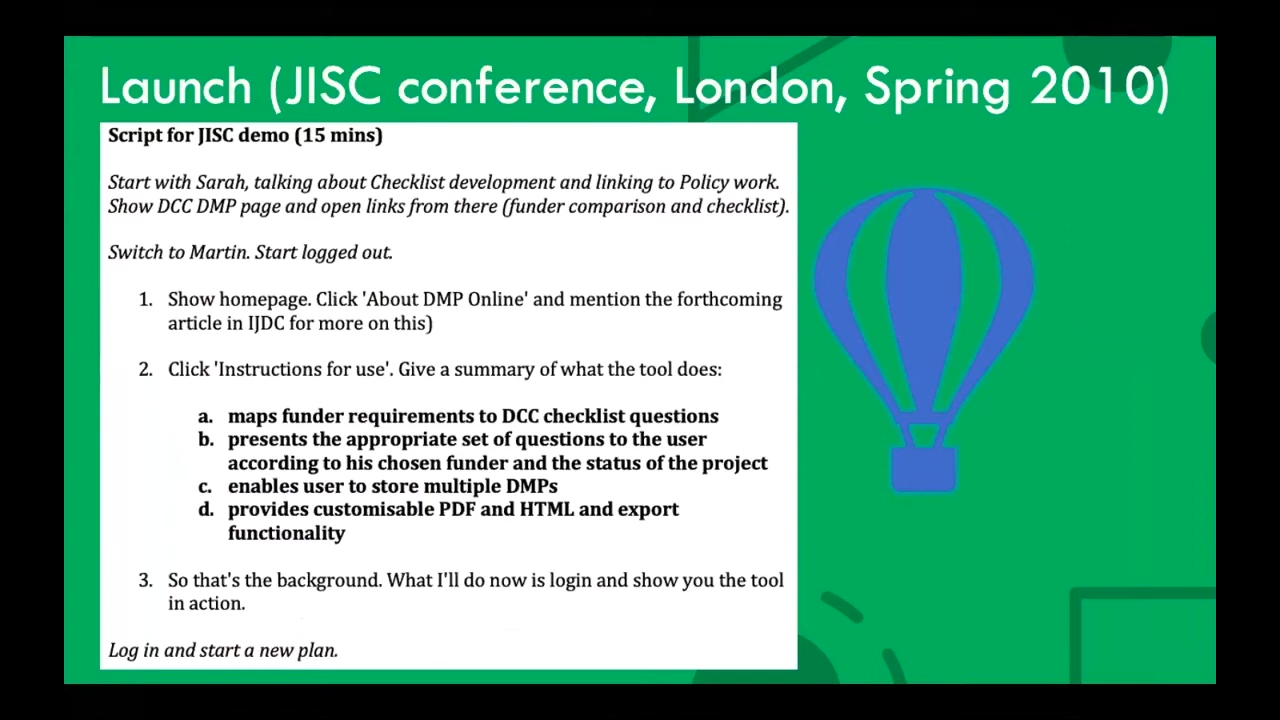 Launch (JISC conference, London, Spring 2010)
Script for JISC demo (15 mins)
Start with Sarah, talking about Checklist development and linking to Policy work.
Show DCC DMP page and open links from there (funder comparison and checklist).
Switch to Martin. Start logged out.
1. Show homepage. Click 'About DMP Online' and mention the forthcoming
article in IJDC for more on this)
2. Click 'Instructions for use'. Give a summary of what the tool does:
a. maps funder requirements to DCC checklist questions
b. presents the appropriate set of questions to the user
according to his chosen funder and the status of the project
c. enables user to store multiple DMPs
d. provides customisable PDF and HTML and export
functionality
3. So that's the background. What I'll do now is login and show you the tool
in action.
Log in and start a new plan.